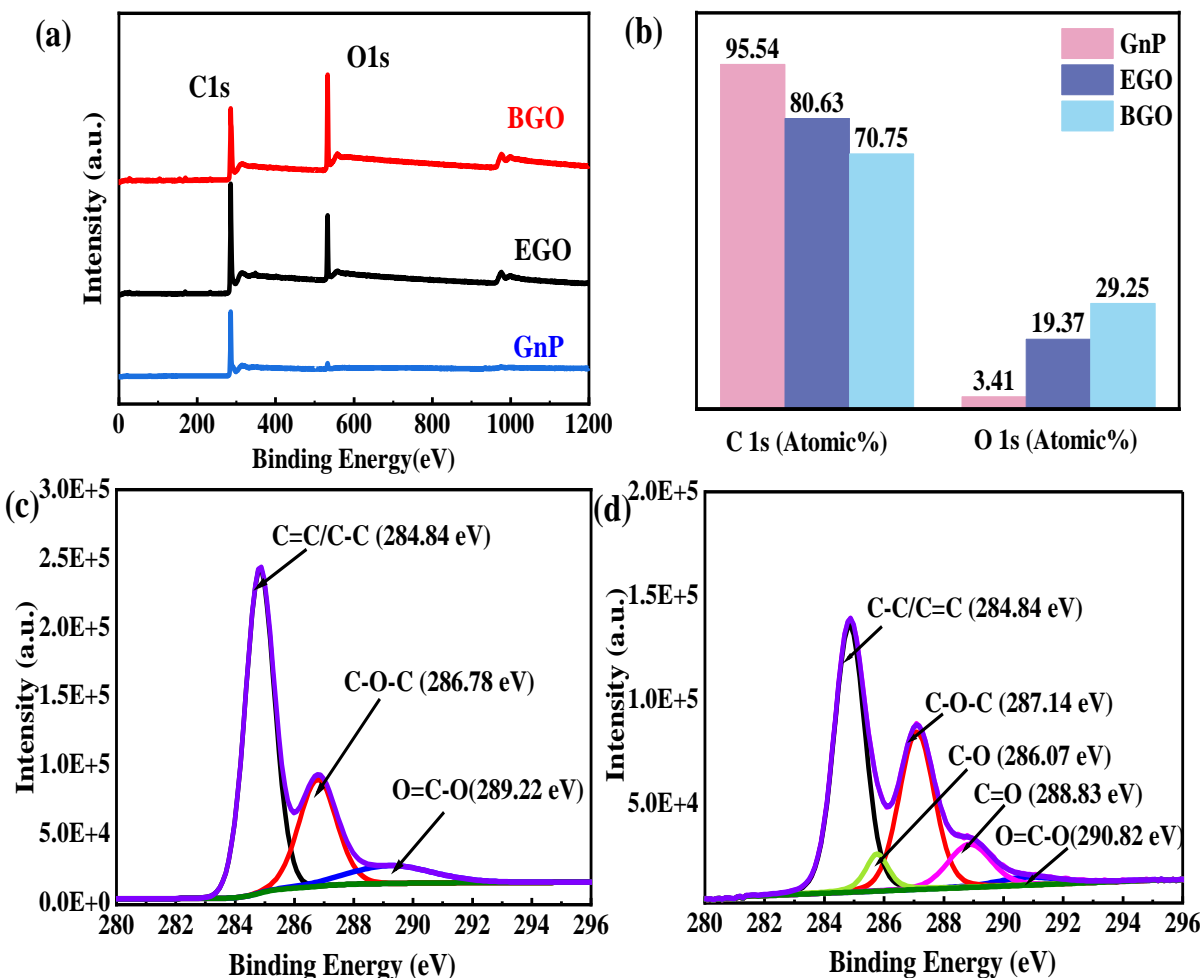 (a)
C1s
O1s
BGO
EGO
GnP
Intensity (a.u.)
0 200 400 600 800 1000 1200
Binding Energy(eV)
(b)
95.54
80.63
70.75
3.41
19.37
29.25
GnP
EGO
BGO
C 1s (Atomic%)
O 1s (Atomic%)
(c)
3.0E+5
2.5E+5
2.0E+5
1.5E+5
1.0E+5
5.0E+4
0.0E+0
Intensity (a.u.)
C=C/C-C (284.84 eV)
C-O-C (286.78 eV)
O=C-O(289.22 eV)
280 282 284 286 288 290 292 294 296
Binding Energy (eV)
(d)
2.0E+5
1.5E+5
1.0E+5
5.0E+4
Intensity (a.u.)
C-C/C=C (284.84 eV)
C-O-C (287.14 eV)
C-O (286.07 eV)
C=O (288.83 eV)
O=C-O(290.82 eV)
280 282 284 286 288 290 292 294 296
Binding Energy (eV)